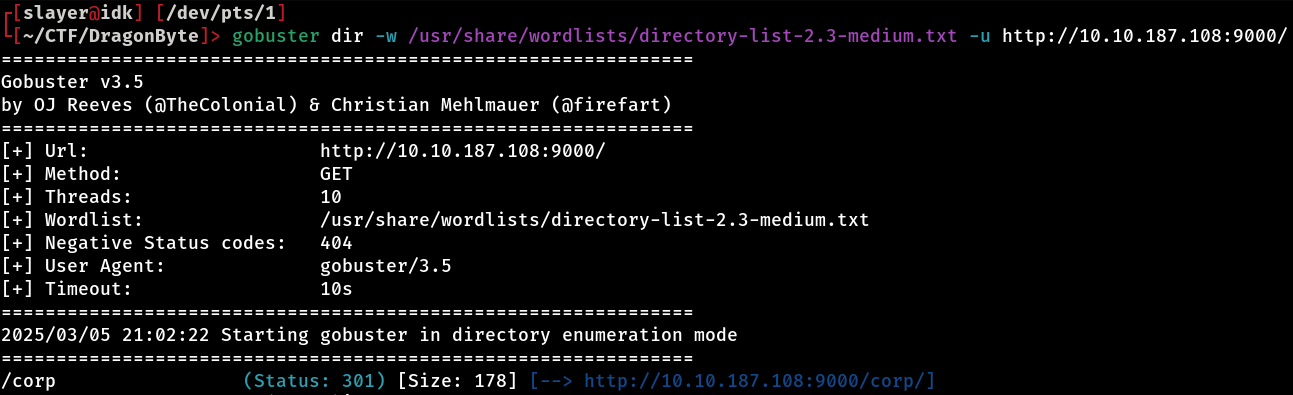 [slayer@idk] [/dev/pts/1]
[~/CTF/DragonByte]> gobuster dir -w /usr/share/wordlists/directory-list-2.3-medium.txt -u http://10.10.187.108:9000/
===============================================================
Gobuster v3.5
by OJ Reeves (@TheColonial) & Christian Mehlmauer (@firefart)
===============================================================
[+] Url:                     http://10.10.187.108:9000/
[+] Method:                  GET
[+] Threads:                 10
[+] Wordlist:                /usr/share/wordlists/directory-list-2.3-medium.txt
[+] Negative Status codes:   404
[+] User Agent:              gobuster/3.5
[+] Timeout:                 10s
===============================================================
2025/03/05 21:02:22 Starting gobuster in directory enumeration mode
===============================================================
/corp                 (Status: 301) [Size: 178] [--> http://10.10.187.108:9000/corp/]